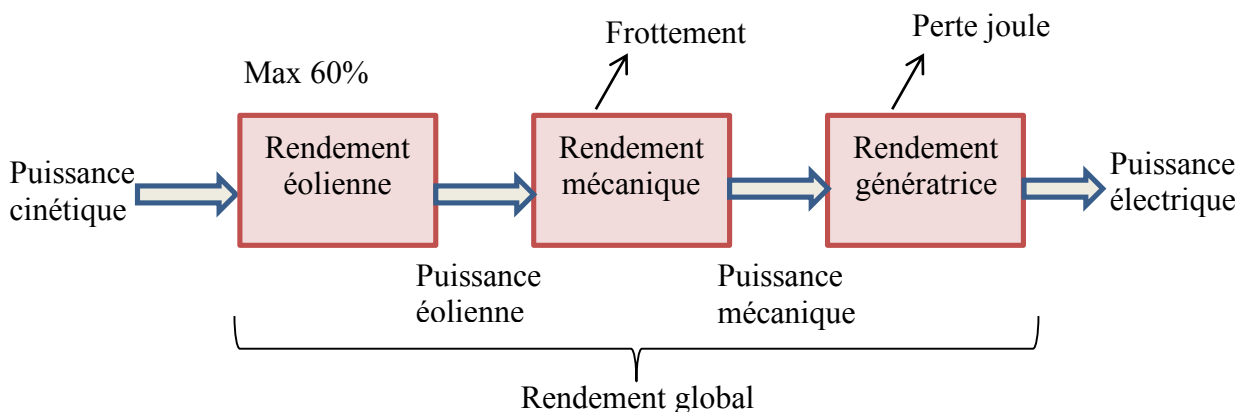 Frottement
Perte joule
Max 60%
Puissance
cinétique
Rendement
éolienne
Rendement
mécanique
Rendement
génératrice
Puissance
électrique
Puissance
éolienne
Puissance
mécanique
Rendement global